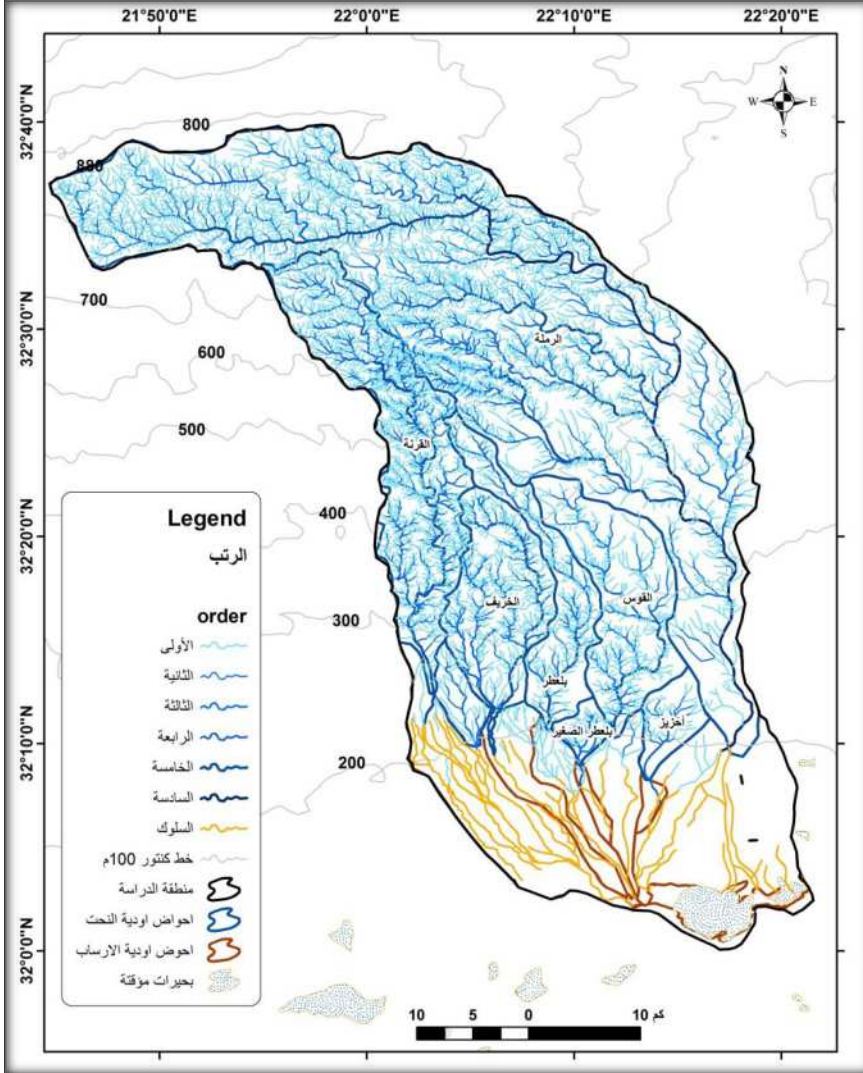 21°50'0"E 22°0'0"E 22°10'0"E 22°20'0"E
N
W E
S
32°40'0"N
32°30'0"N
32°20'0"N
32°10'0"N
32°0'0"N
800
880
700
600
500
400
300
200
الرملة
القرنة
الخريف
القوس
بلعطر
بلعطر الصغير
اخزيز
Legend
الرتب
order
الأولى
الثانية
الثالثة
الرابعة
الخامسة
السادسة
السلوك
خط كنتور 100م
منطقة الدراسة
احواض اودية النحت
احوض اودية الارساب
بحيرات مؤقتة
10 5 0 10 كم